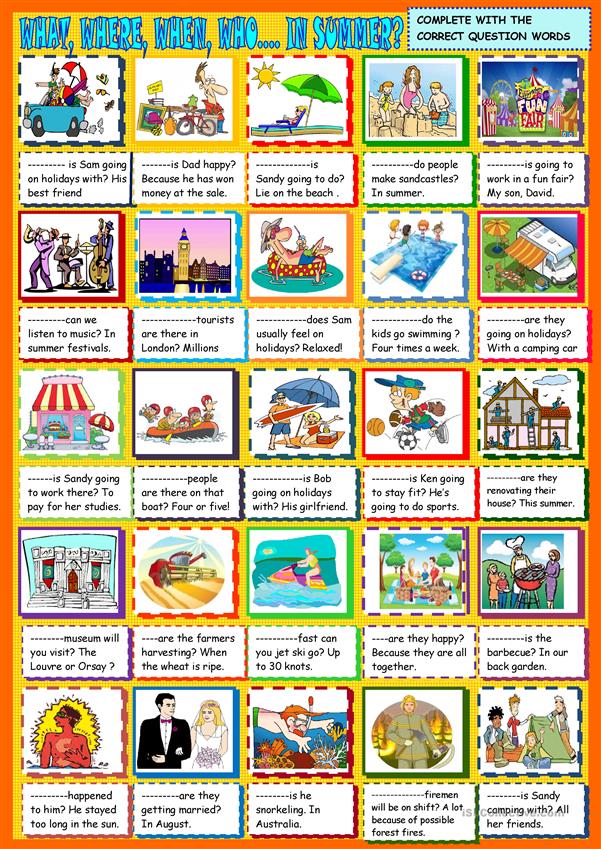 WHAT, WHERE, WHEN, WHO.... IN SUMMER?
COMPLETE WITH THE
CORRECT QUESTION WORDS
FUN
FAIR
--------- is Sam going
on holidays with? His
best friend
-------is Dad happy?
Because he has won
money at the sale.
---------is
Sandy going to do?
Lie on the beach .
---------do people
make sandcastles?
In summer.
---------is going to
work in a fun fair?
My son, David.
---------can we
listen to music? In
summer festivals.
------------tourists
are there in
London? Millions
---------does Sam
usually feel on
holidays? Relaxed!
---------do the
kids go swimming ?
Four times a week.
---------are they
going on holidays?
With a camping car
------is Sandy going
to work there? To
pay for her studies.
-----------people
are there on that
boat? Four or five!
------------is Bob
going on holidays
with? His girlfriend.
--------is Ken going
to stay fit? He's
going to do sports.
---------are they
renovating their
house? This summer.
--------museum will
you visit? The
Louvre or Orsay ?
----are the farmers
harvesting? When
the wheat is ripe.
---------fast can
you jet ski go? Up
to 30 knots.
----are they happy?
Because they are all
together.
---------is the
barbecue? In our
back garden.
---------happened
to him? He stayed
too long in the sun.
--------are they
getting married?
In August.
---------is he
snorkeling. In
Australia.
-------------firemen
will be on shift? A lot
because of possible
forest fires.
---------is Sandy
camping with? All
her friends.